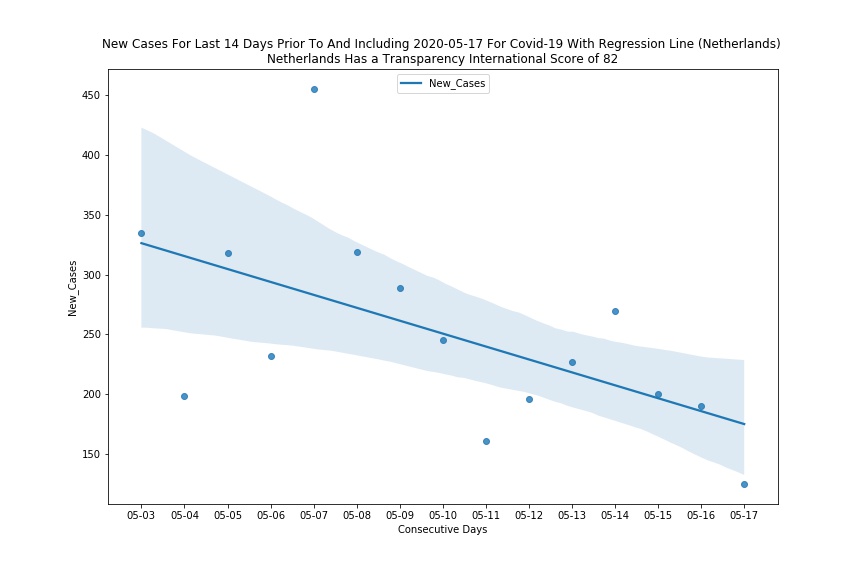 New Cases For Last 14 Days Prior To And Including 2020-05-17 For Covid-19 With Regression Line (Netherlands)
Netherlands Has a Transparency International Score of 82
New_Cases
450
400
350
300
250
200
150
New_Cases
05-03 05-04 05-05 05-06 05-07 05-08 05-09 05-10 05-11 05-12 05-13 05-14 05-15 05-16 05-17
Consecutive Days